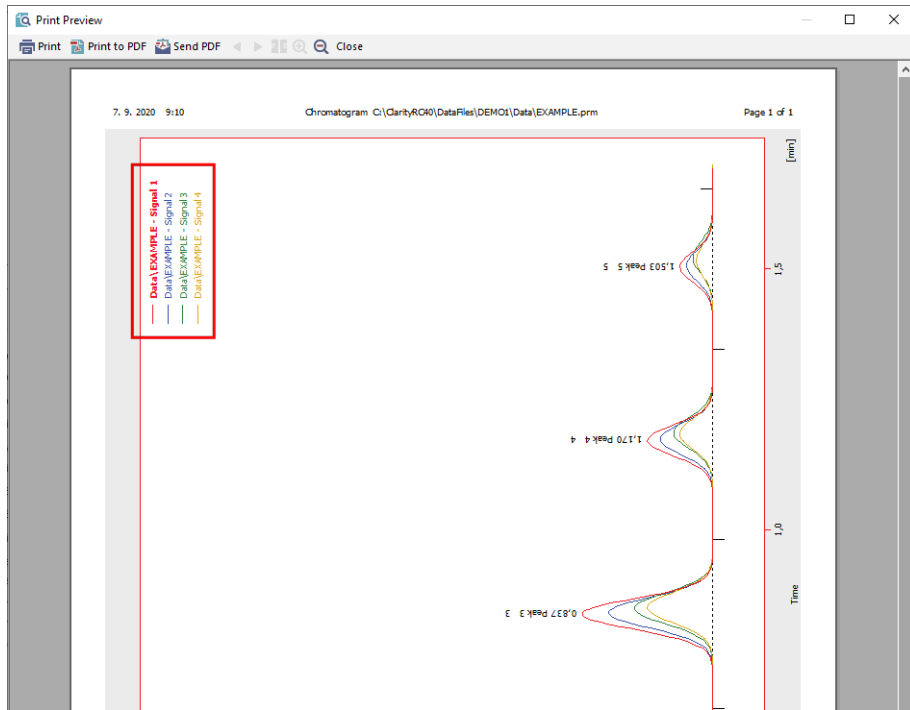 Print Preview
Print Print to PDF Send PDF Close
7. 9. 2020 9:10 Chromatogram C:\ClarityRC40\DataFiles\DEMO1\Data\EXAMPLE.prm Page 1 of 1
Data\EXAMPLE - Signal 1
Data\EXAMPLE - Signal 2
Data\EXAMPLE - Signal 3
Data\EXAMPLE - Signal 4
[min]
1,503 Peak 5 5
1,5
1,170 Peak 4 4
1,0
Time
0,837 Peak 3 3